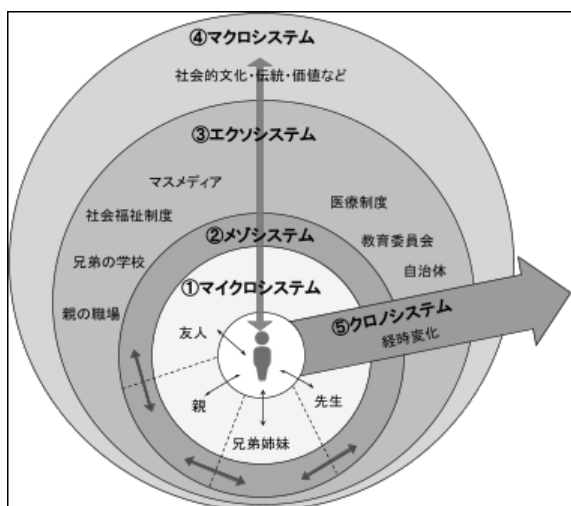 ④マクロシステム
社会的文化・伝統・価値など
③エクソシステム
マスメディア
医療制度
社会福祉制度
②メゾシステム
教育委員会
兄弟の学校
自治体
①マイクロシステム
親の職場
⑤クロノシステム
経時変化
友人
親
先生
兄弟姉妹